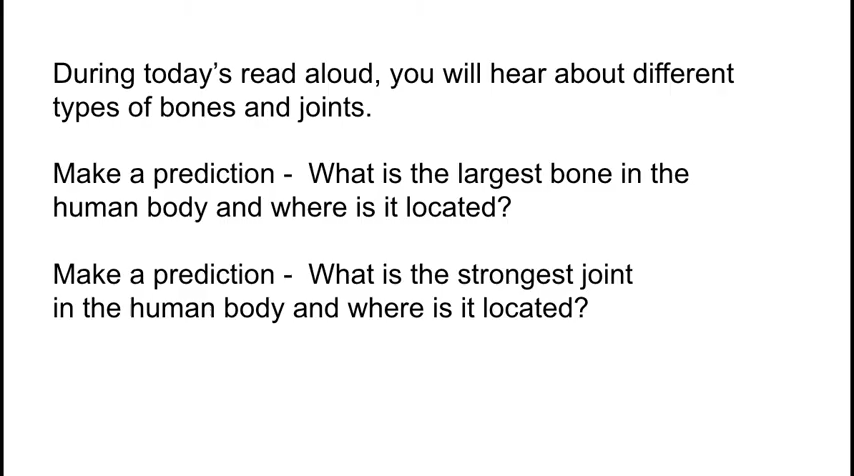 During today’s read aloud, you will hear about different
types of bones and joints.
Make a prediction -  What is the largest bone in the
human body and where is it located?
Make a prediction -  What is the strongest joint
in the human body and where is it located?